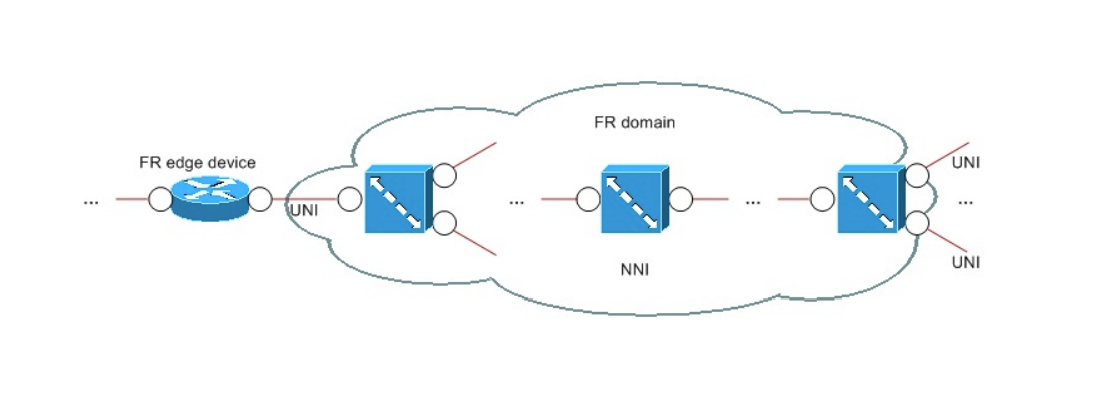 FR domain
FR edge device
UNI
...
UNI
...
...
...
UNI
NNI